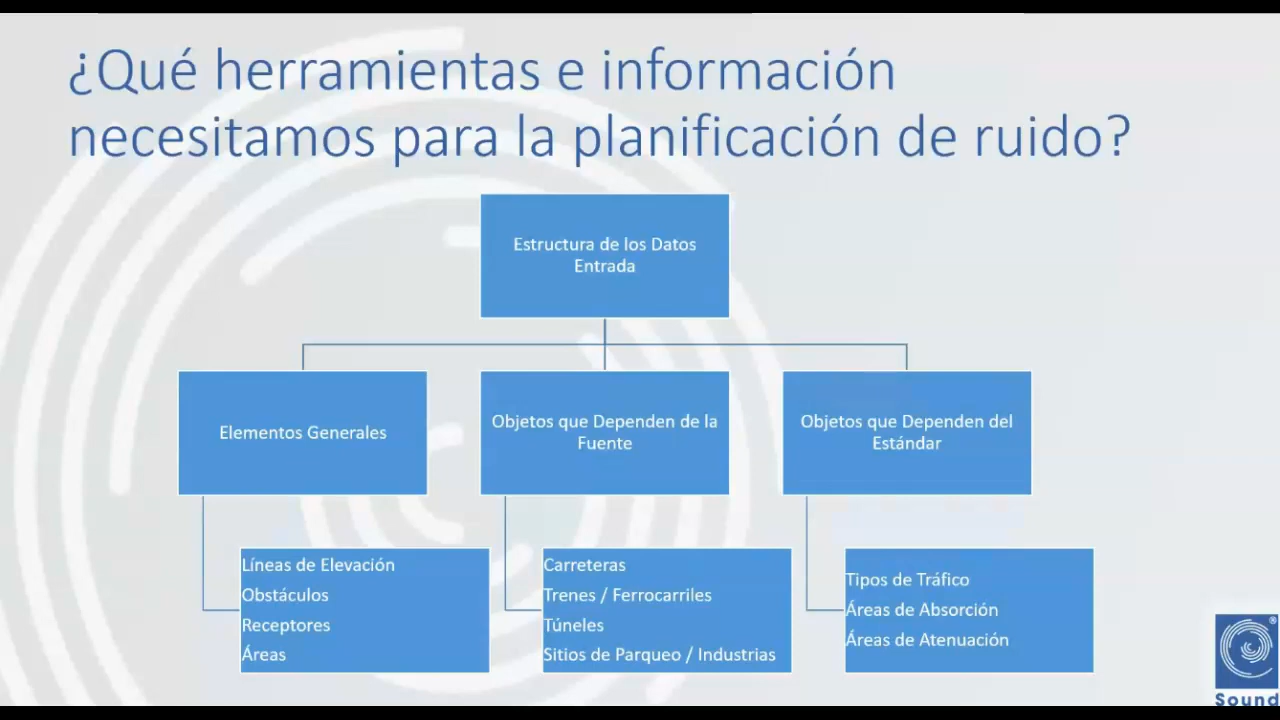 ¿Qué herramientas e información
necesitamos para la planificación de ruido?
Estructura de los Datos
Entrada
Elementos Generales
Objetos que Dependen de la
Fuente
Objetos que Dependen del
Estándar
Líneas de Elevación
Obstáculos
Receptores
Áreas
Carreteras
Trenes / Ferrocarriles
Túneles
Sitios de Parqueo / Industrias
Tipos de Tráfico
Áreas de Absorción
Áreas de Atenuación
®
Sound